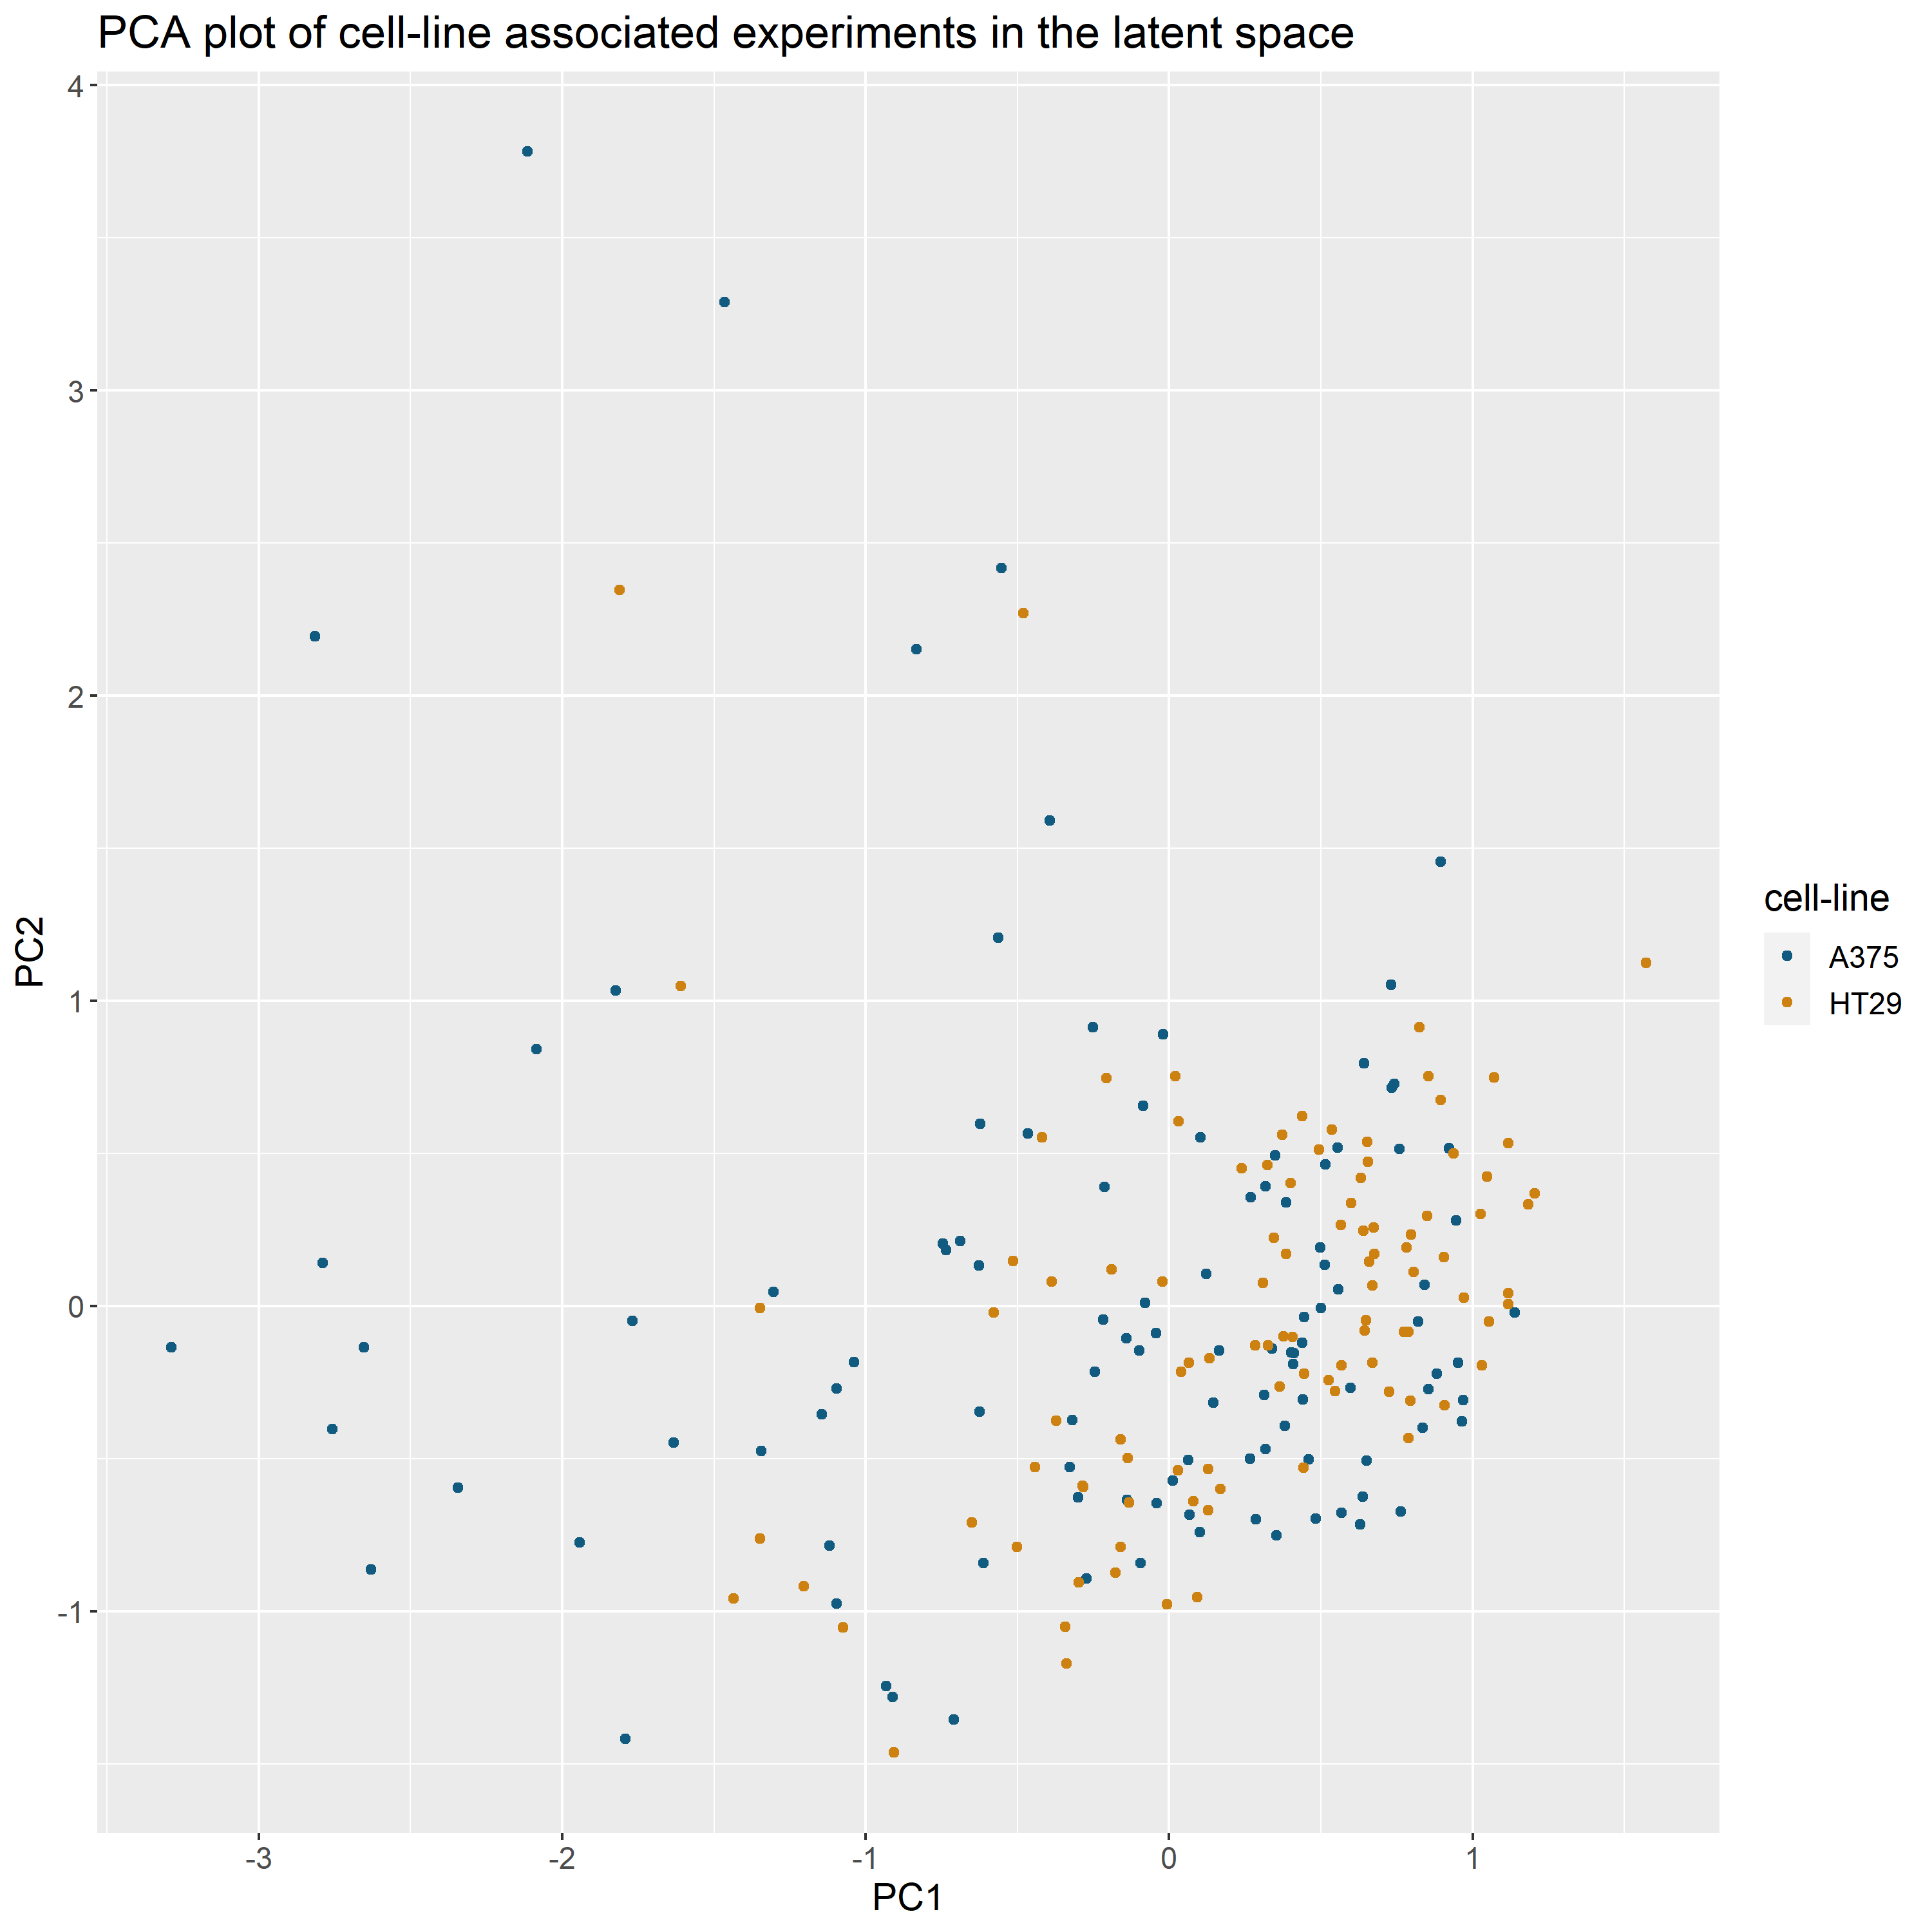 PCA plot of cell-line associated experiments in the latent space
4
3
2
1
0
-1
PC2
-3
-2
-1
0
1
PC1
cell-line
A375
HT29